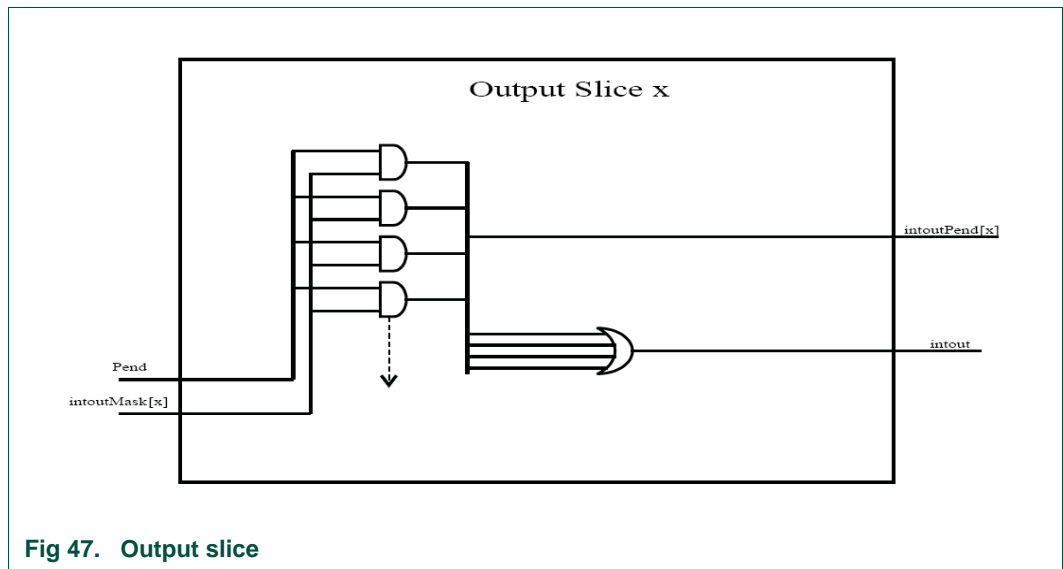 Output Slice x
intoutPend[x]
intout
Pend
intoutMask[x]
Fig 47. Output slice